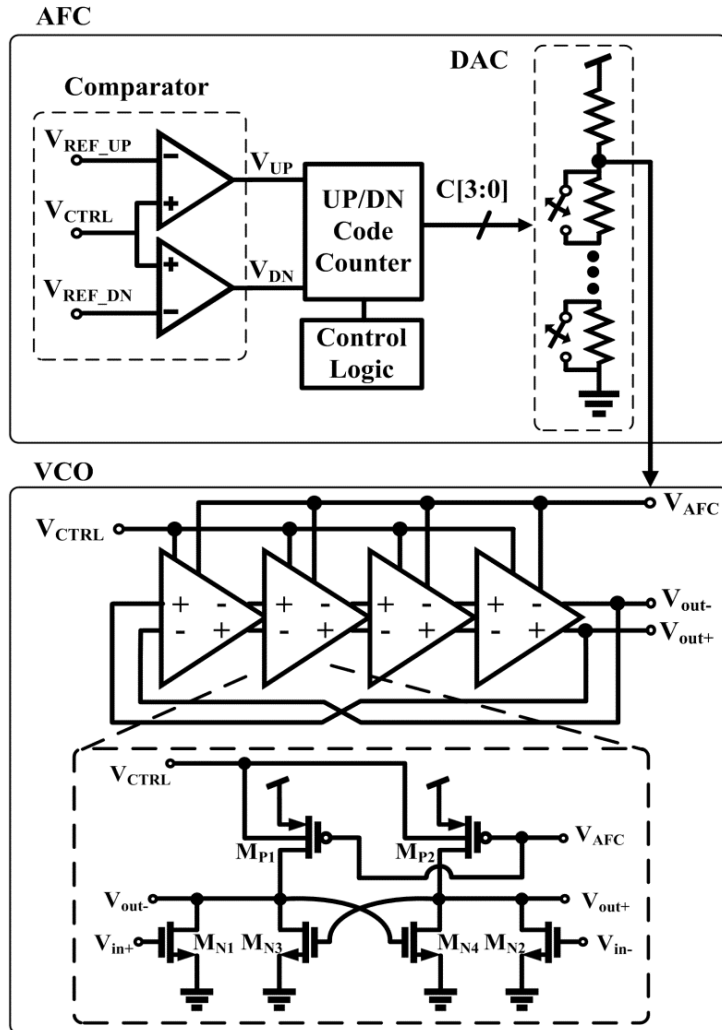 AFC
DAC
Comparator
V_REF_UP
V_CTRL
V_REF_DN
V_UP
V_DN
UP/DN
Code
Counter
C[3:0]
Control
Logic
− + + −
VCO
V_AFC
V_CTRL
+ - + - + - + -
- + - + - + - +
V_out-
V_out+
V_CTRL
M_P1
M_P2
V_AFC
V_out-
V_out+
V_in+
M_N1
M_N3
M_N4
M_N2
V_in-